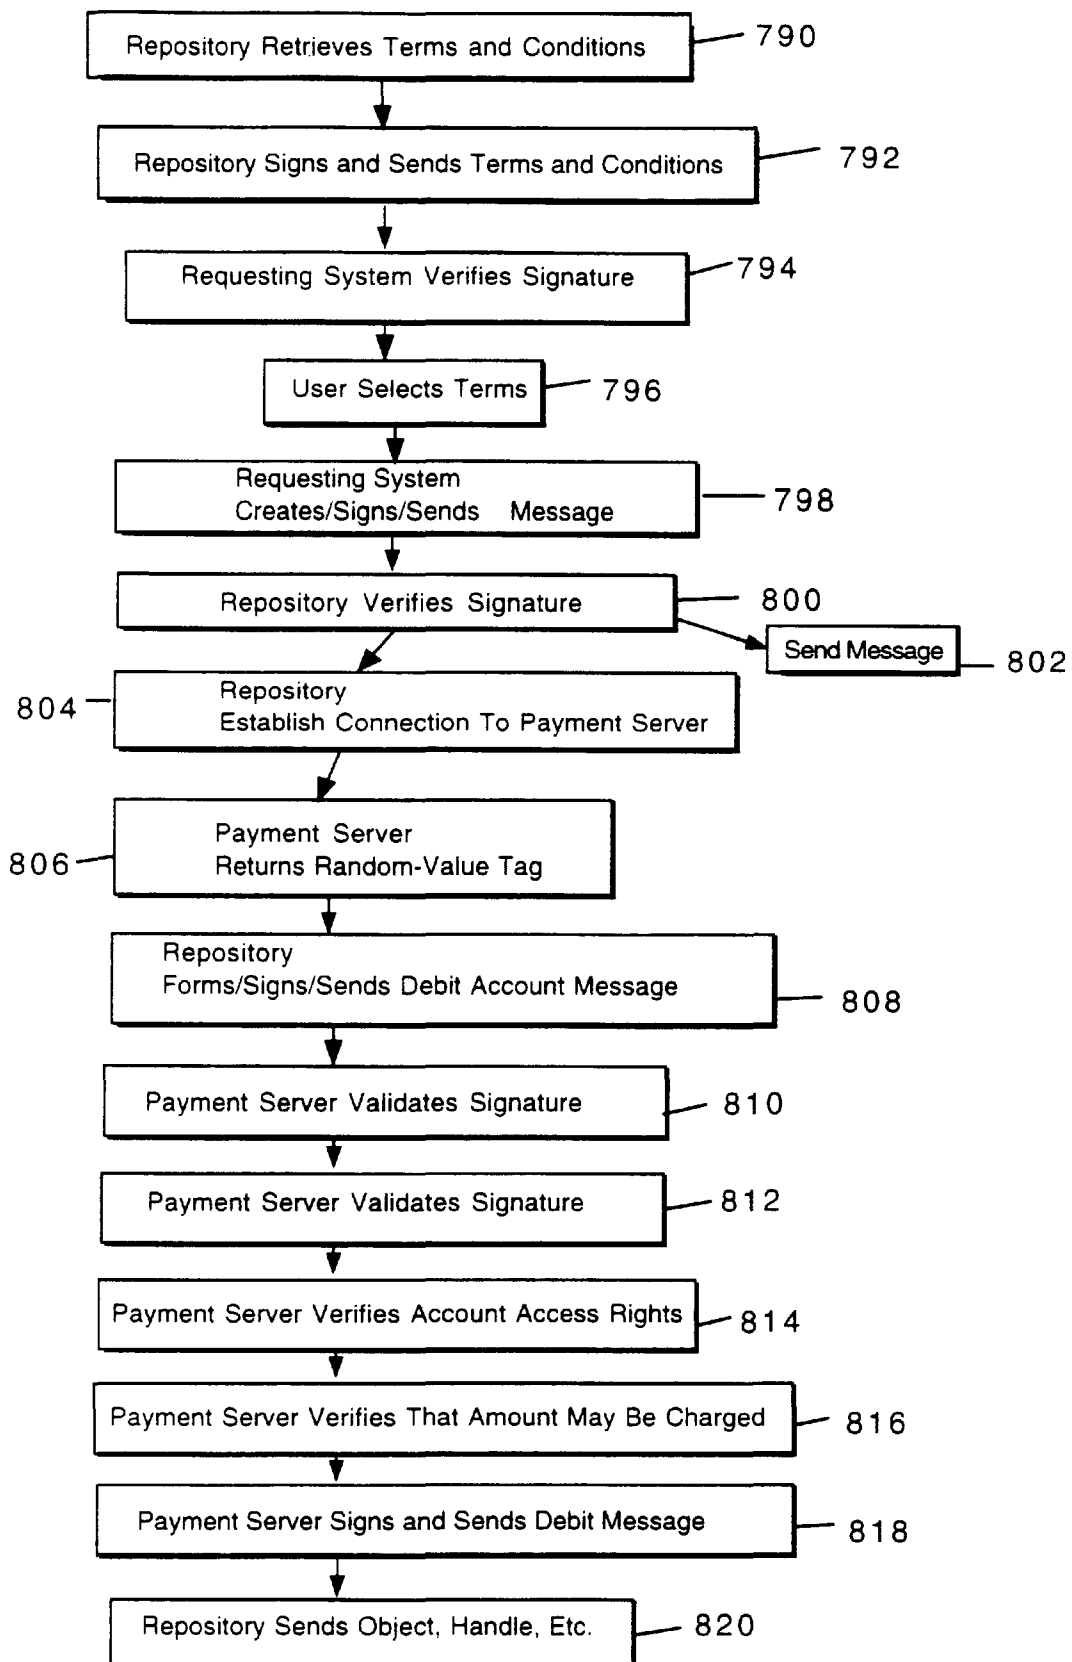 Repository Retrieves Terms and Conditions
790
Repository Signs and Sends Terms and Conditions
792
Requesting System Verifies Signature
794
User Selects Terms
796
Requesting System
Creates/Signs/Sends Message
798
Repository Verifies Signature
800
Send Message
802
804
Repository
Establish Connection To Payment Server
806
Payment Server
Returns Random-Value Tag
Repository
Forms/Signs/Sends Debit Account Message
808
Payment Server Validates Signature
810
Payment Server Validates Signature
812
Payment Server Verifies Account Access Rights
814
Payment Server Verifies That Amount May Be Charged
816
Payment Server Signs and Sends Debit Message
818
Repository Sends Object, Handle, Etc.
820